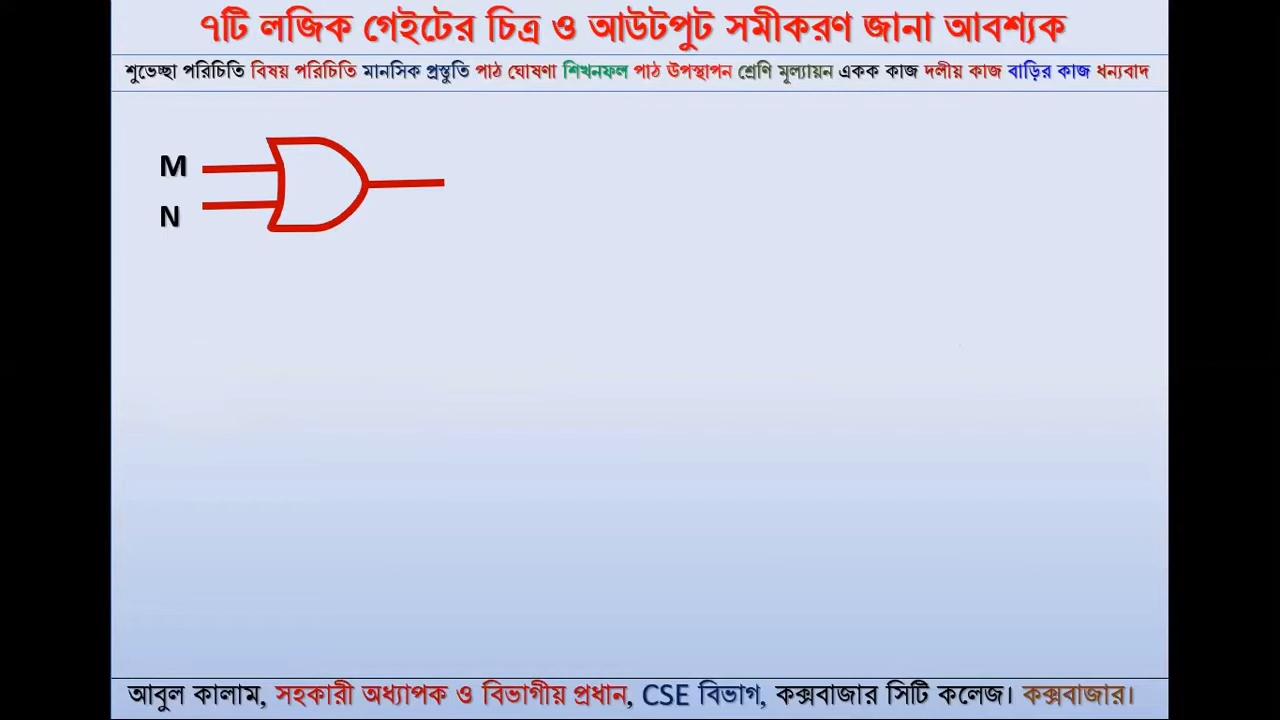 ৭টি লজিক গেইটের চিত্র ও আউটপুট সমীকরণ জানা আবশ্যক
শুভেচ্ছা পরিচিতি বিষয় পরিচিতি মানসিক প্রস্তুতি পাঠ ঘোষণা শিখনফল পাঠ উপস্থাপন শ্রেণি মূল্যায়ন একক কাজ দলীয় কাজ বাড়ির কাজ ধন্যবাদ
M
N
আবুল কালাম, সহকারী অধ্যাপক ও বিভাগীয় প্রধান, CSE বিভাগ, কক্সবাজার সিটি কলেজ। কক্সবাজার।